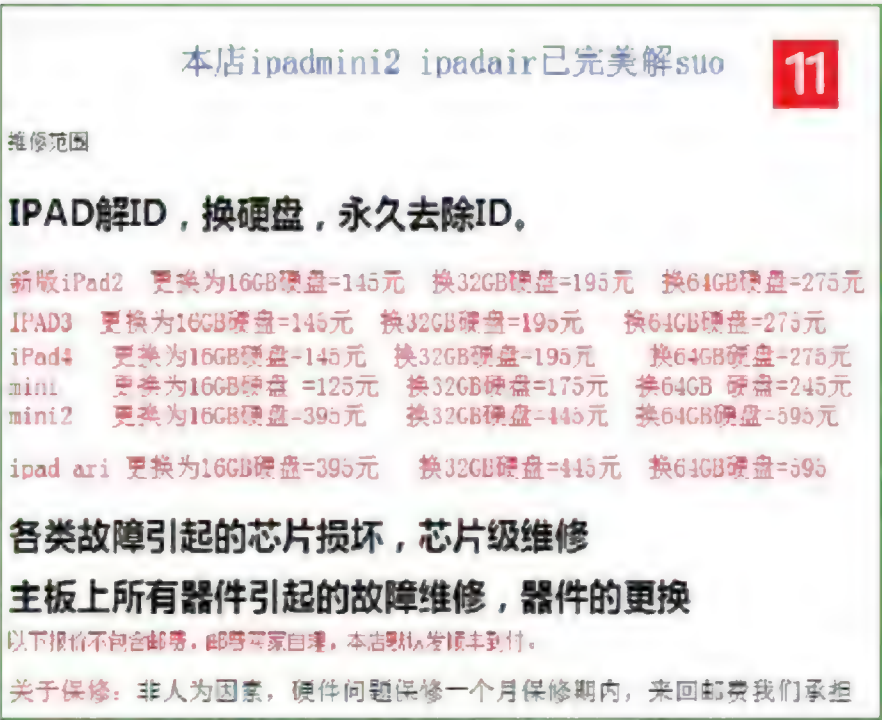 本店ipadmini2 ipadair已完美解suo
11
维修范围
IPAD解ID，换硬盘，永久去除ID。
新版iPad2 更换为16GB硬盘=145元 换32GB硬盘=195元 换64GB硬盘=275元
IPAD3 更换为16GB硬盘=145元 换32GB硬盘=195元 换64GB硬盘=275元
iPad4 更换为16GB硬盘=145元 换32GB硬盘=195元 换64GB硬盘=275元
mini 更换为16GB硬盘 =125元 换32GB硬盘=175元 换64GB 硬盘=245元
mini2 更换为16GB硬盘=395元 换32GB硬盘=445元 换64GB硬盘=595元
ipad ari 更换为16GB硬盘=395元 换32GB硬盘=445元 换64GB硬盘=595
各类故障引起的芯片损坏，芯片级维修
主板上所有器件引起的故障维修，器件的更换
以下报价不包含邮费，邮费买家自理，本店默认发顺丰到付。
关于保修：非人为因素，硬件问题保修一个月保修期内，来回邮费我们承担